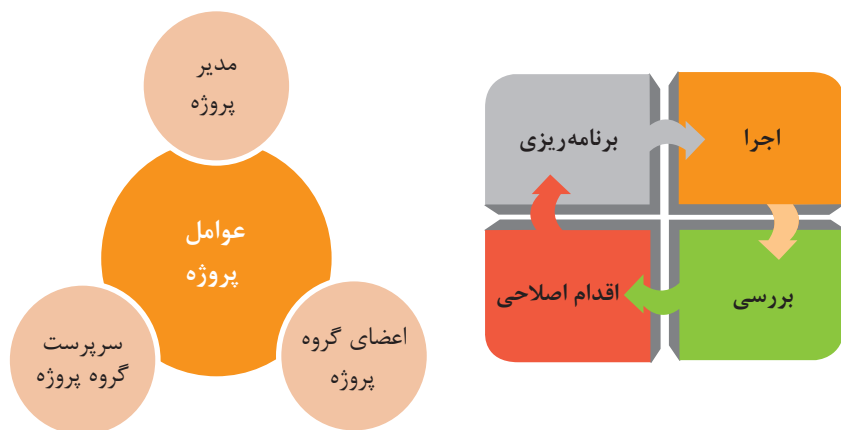 برنامه‌ریزی
اجرا
بررسی
اقدام اصلاحی
مدیر
پروژه
عوامل
پروژه
اعضای گروه
پروژه
سرپرست
گروه پروژه